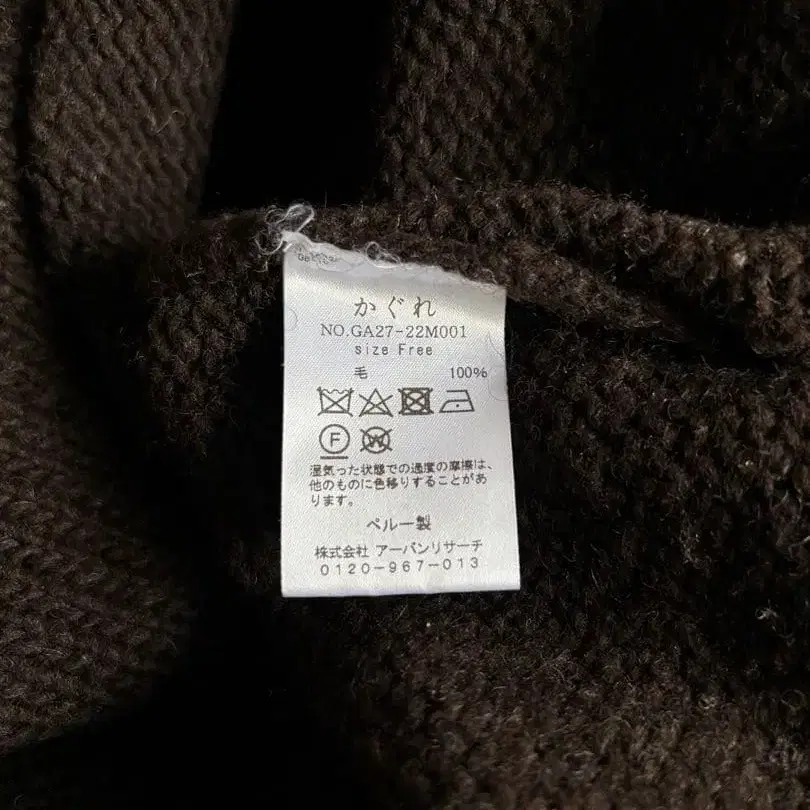 かぐれ
NO.GA27-22M001
size Free
毛 100%
F W
湿気った状態での過度の摩擦は、
他のものに色移りすることがあ
ります。
ペルー製
株式会社 アーバンリサーチ
0120-967-013